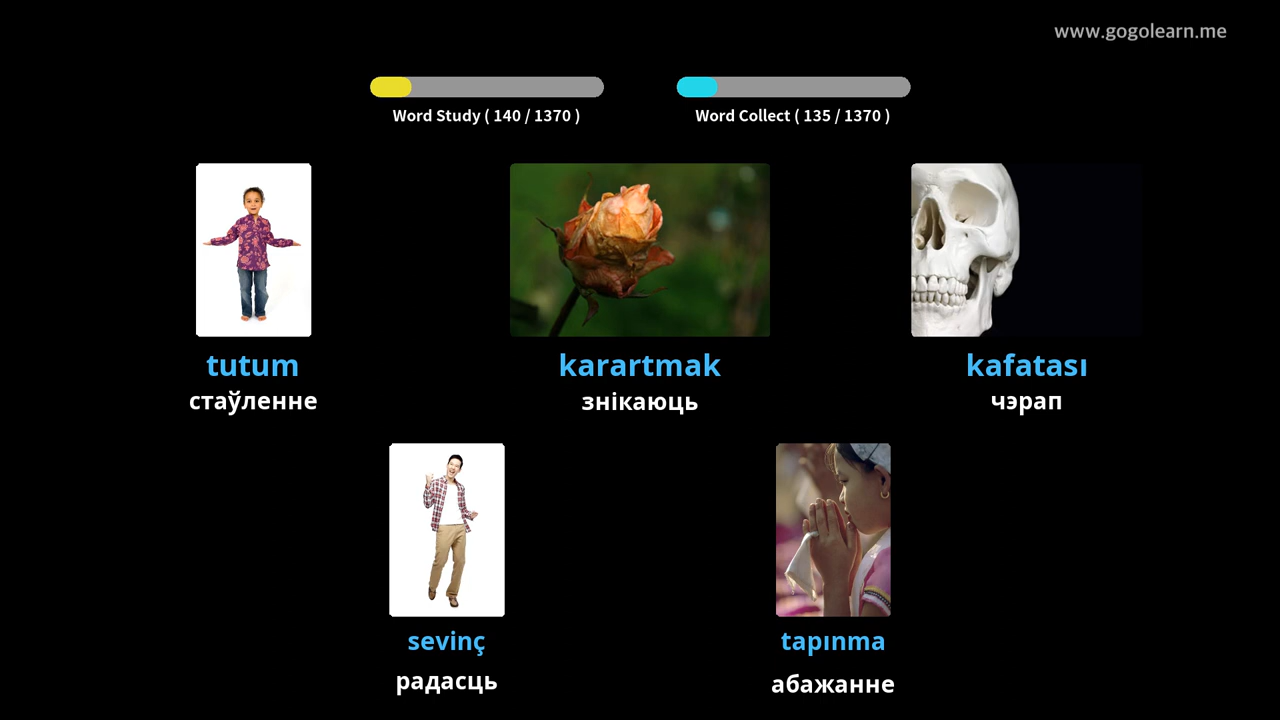 www.gogolearn.me
Word Study ( 140 / 1370 )
Word Collect ( 135 / 1370 )
tutum
стаўленне
karartmak
знікаюць
kafatası
чэрап
sevinç
радасць
tapınma
абажанне